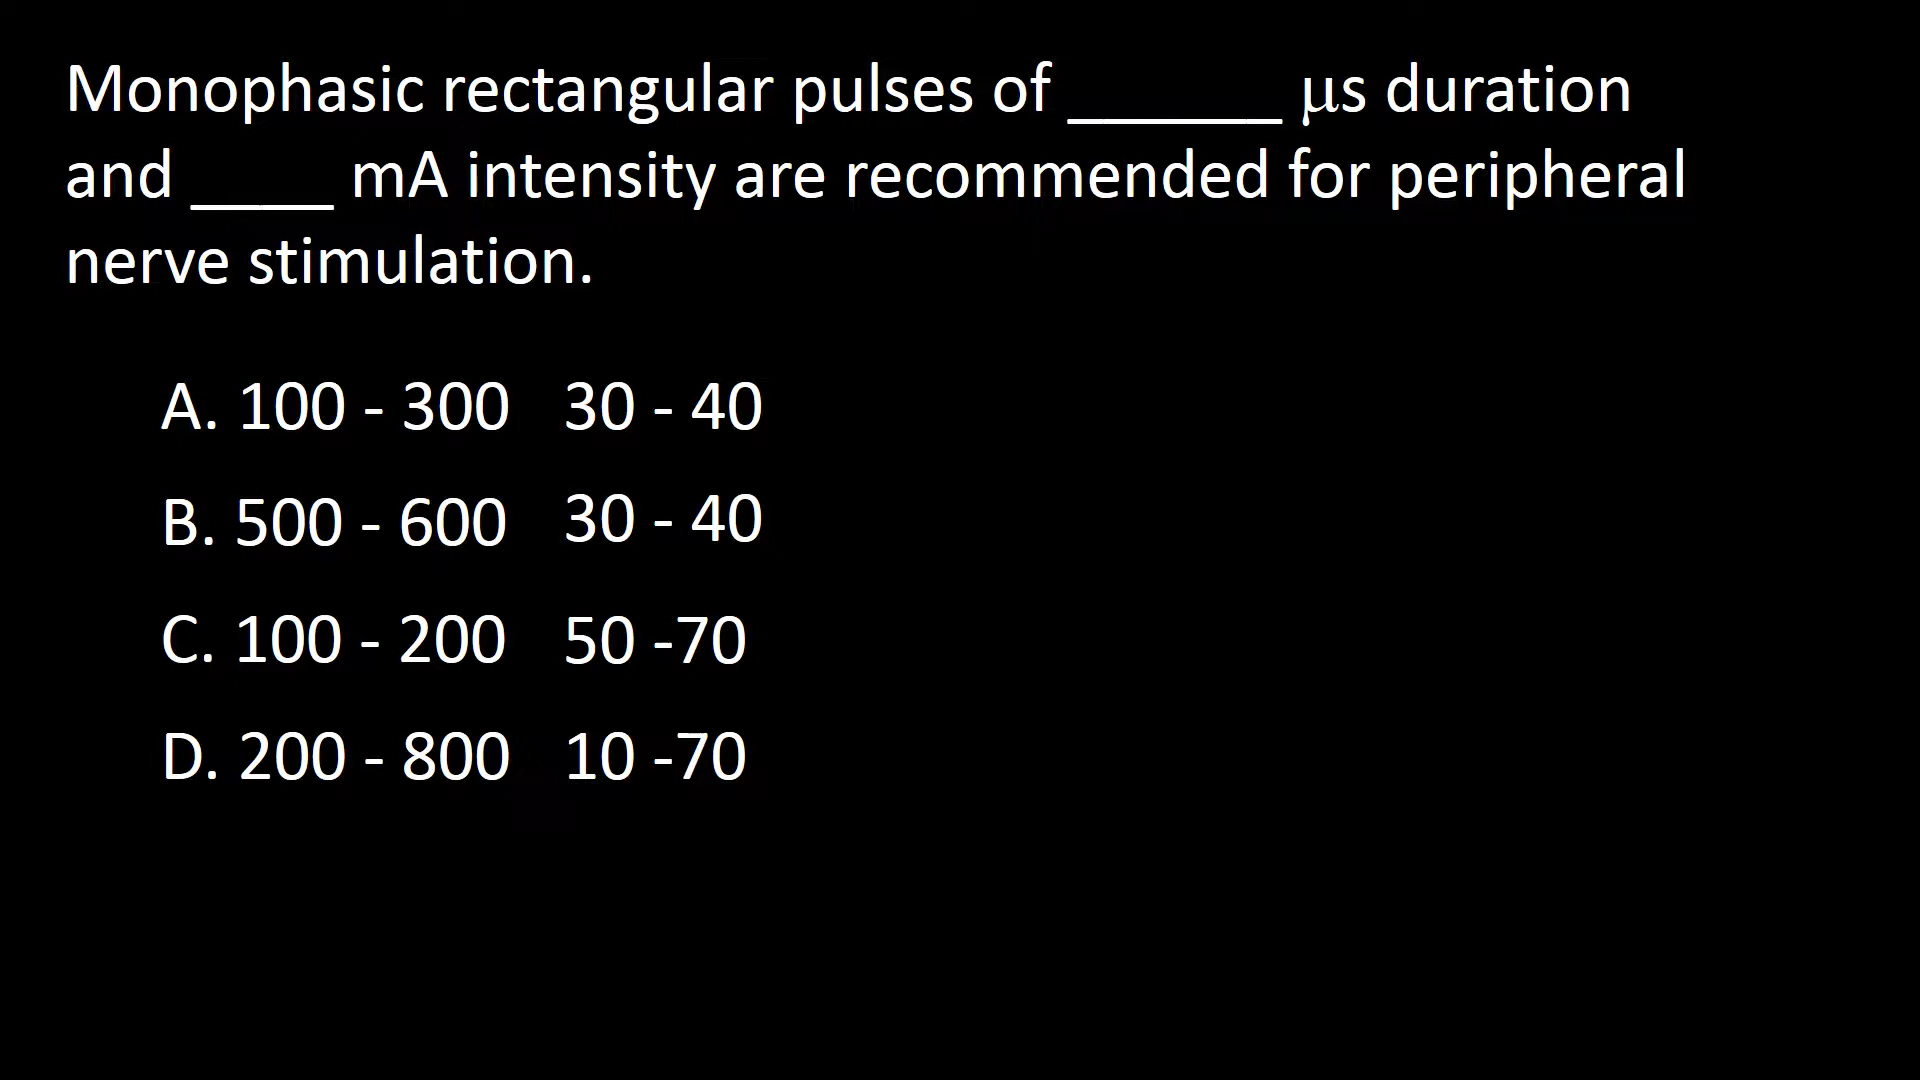 Monophasic rectangular pulses of ______ μs duration
and ____ mA intensity are recommended for peripheral
nerve stimulation.
A. 100 - 300 30 - 40
B. 500 - 600 30 - 40
C. 100 - 200 50 -70
D. 200 - 800 10 -70